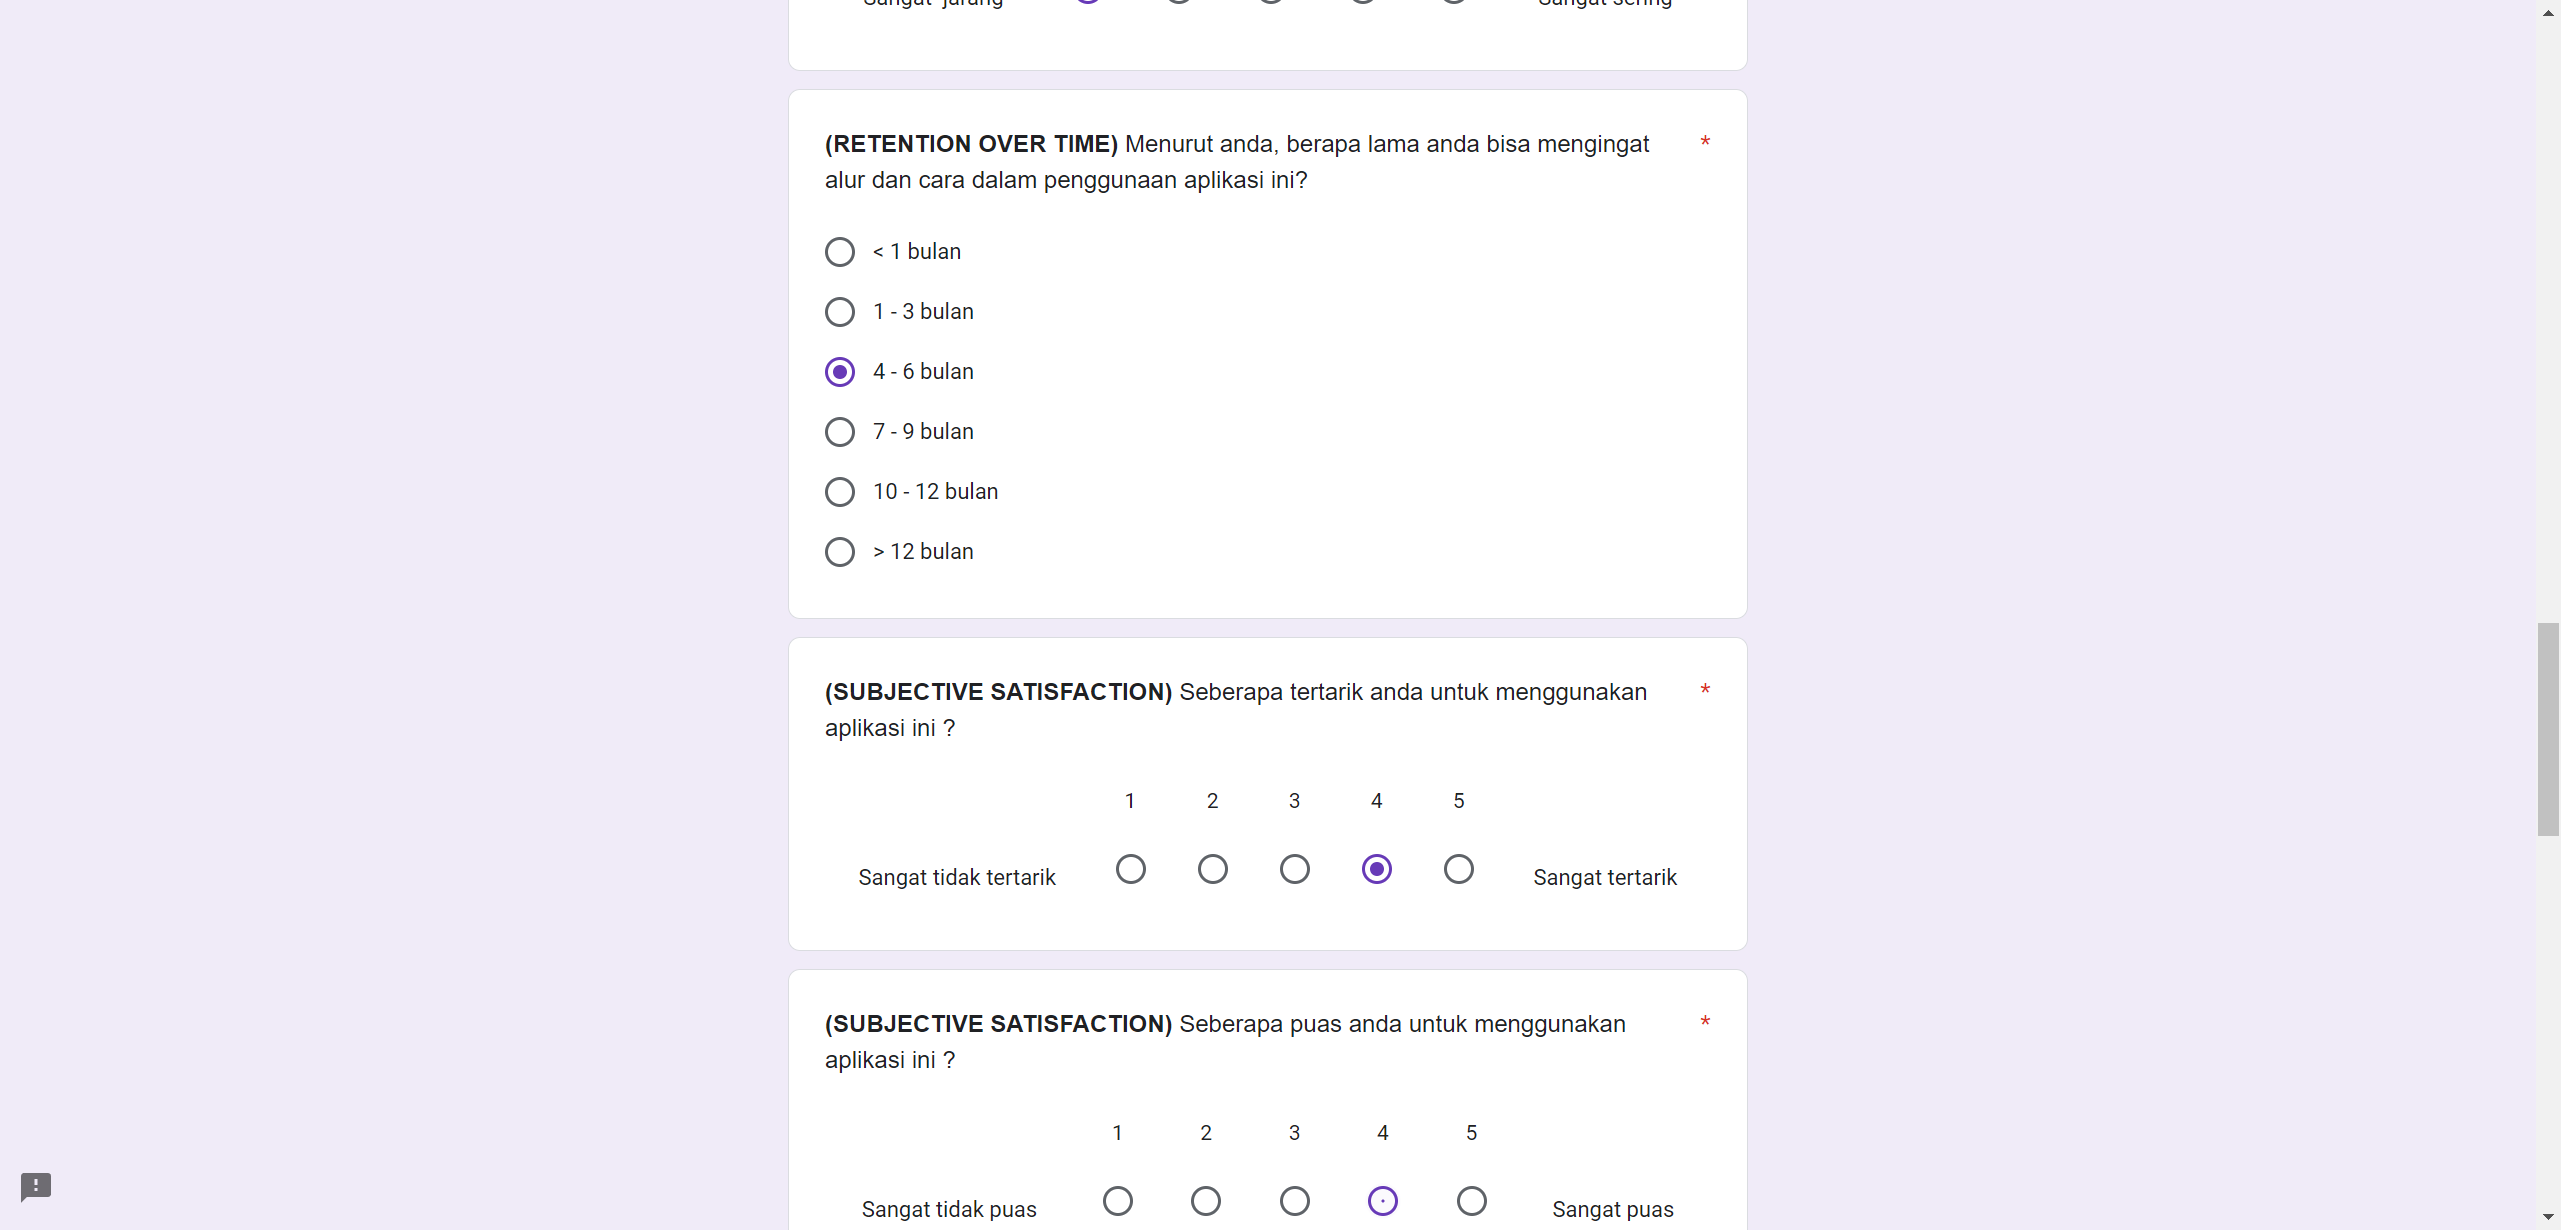 Sangat jarang Sangat sering
(RETENTION OVER TIME) Menurut anda, berapa lama anda bisa mengingat *
alur dan cara dalam penggunaan aplikasi ini?
< 1 bulan
1 - 3 bulan
4 - 6 bulan
7 - 9 bulan
10 - 12 bulan
> 12 bulan
(SUBJECTIVE SATISFACTION) Seberapa tertarik anda untuk menggunakan *
aplikasi ini ?
1 2 3 4 5
Sangat tidak tertarik Sangat tertarik
(SUBJECTIVE SATISFACTION) Seberapa puas anda untuk menggunakan *
aplikasi ini ?
1 2 3 4 5
Sangat tidak puas Sangat puas